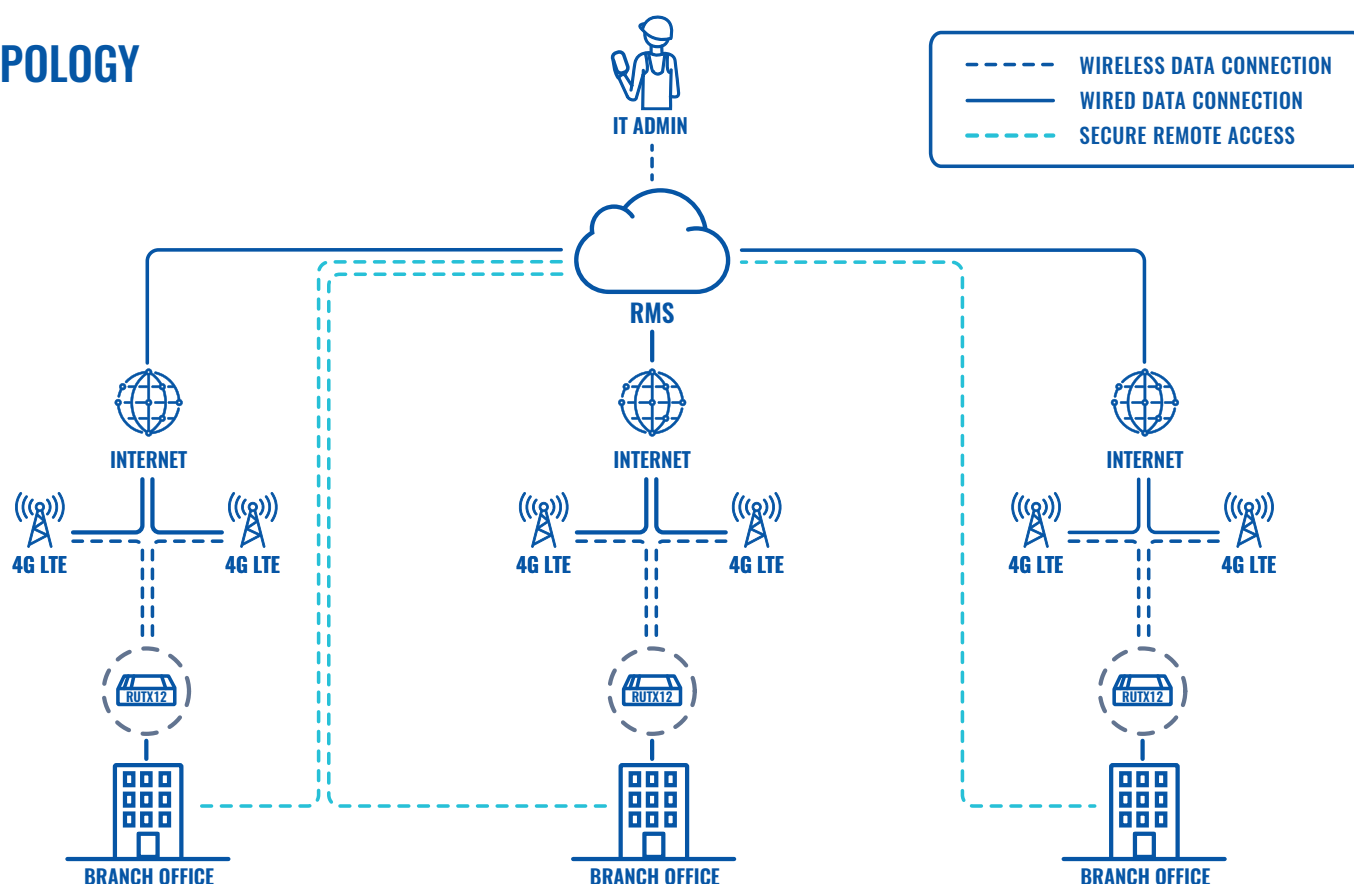 POLOGY
IT ADMIN
WIRELESS DATA CONNECTION
WIRED DATA CONNECTION
SECURE REMOTE ACCESS
RMS
INTERNET
INTERNET
INTERNET
4G LTE
4G LTE
4G LTE
4G LTE
4G LTE
4G LTE
RUTX12
RUTX12
RUTX12
BRANCH OFFICE
BRANCH OFFICE
BRANCH OFFICE